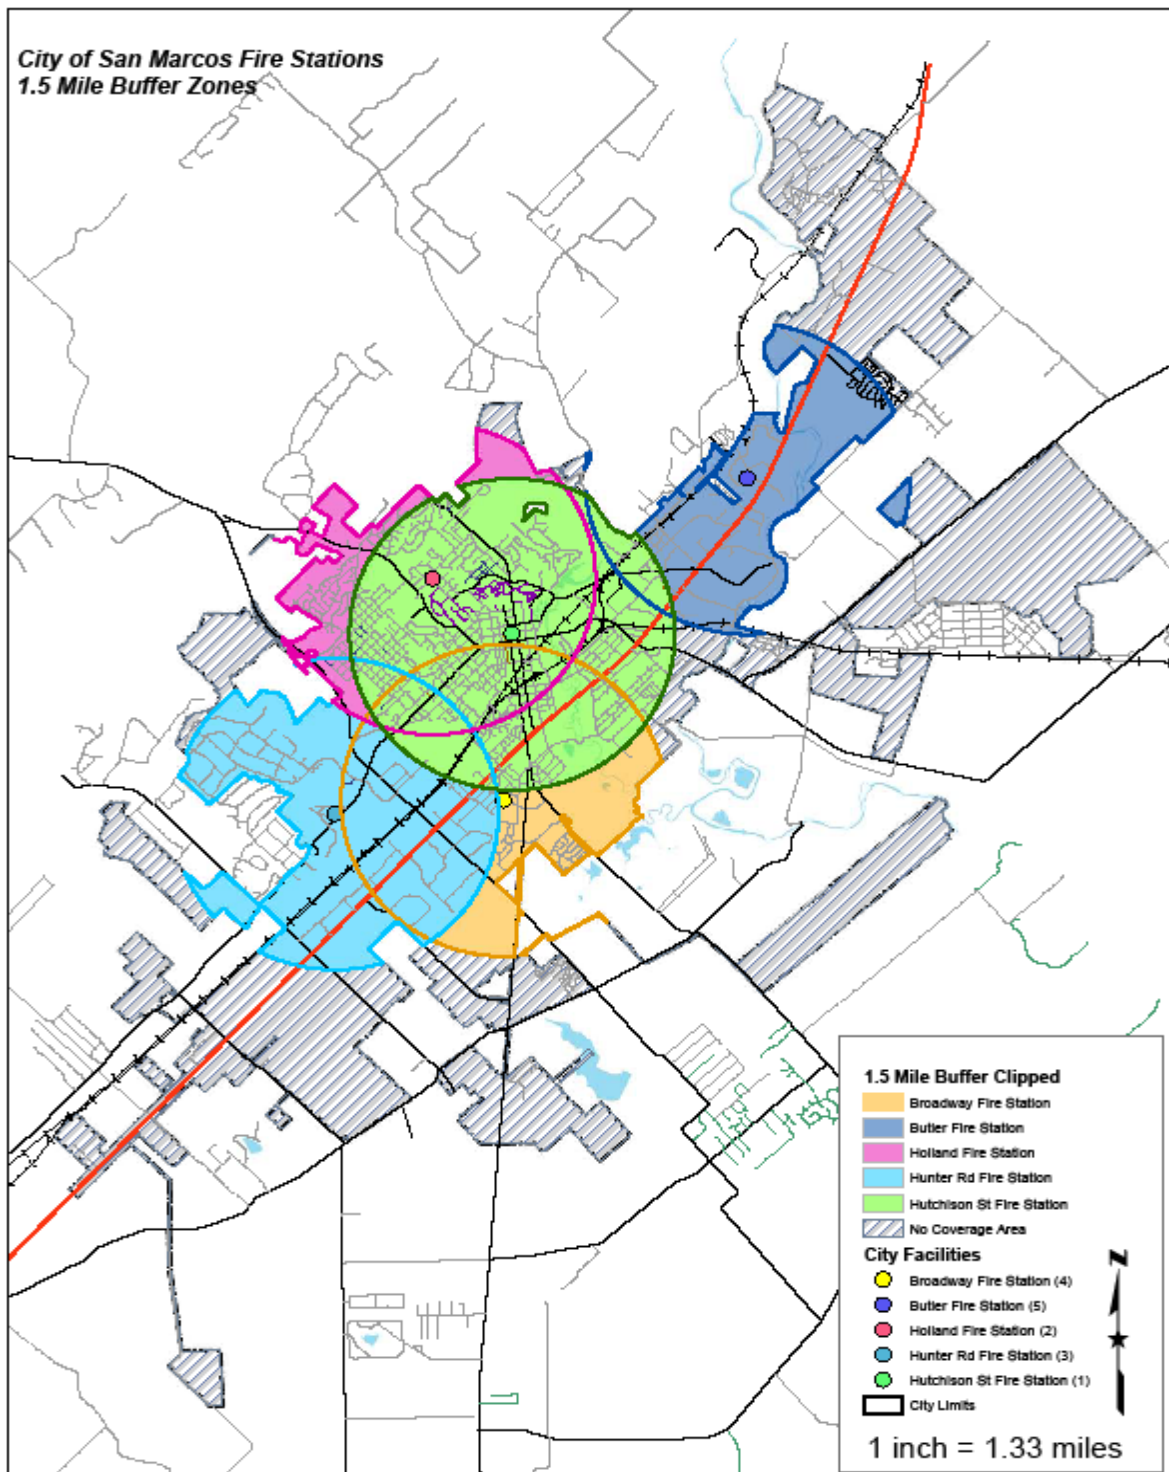 City of San Marcos Fire Stations
1.5 Mile Buffer Zones
1.5 Mile Buffer Clipped
Broadway Fire Station
Butler Fire Station
Holland Fire Station
Hunter Rd Fire Station
Hutchison St Fire Station
No Coverage Area
City Facilities
Broadway Fire Station (4)
Butler Fire Station (5)
Holland Fire Station (2)
Hunter Rd Fire Station (3)
Hutchison St Fire Station (1)
City Limits
N
1 inch = 1.33 miles